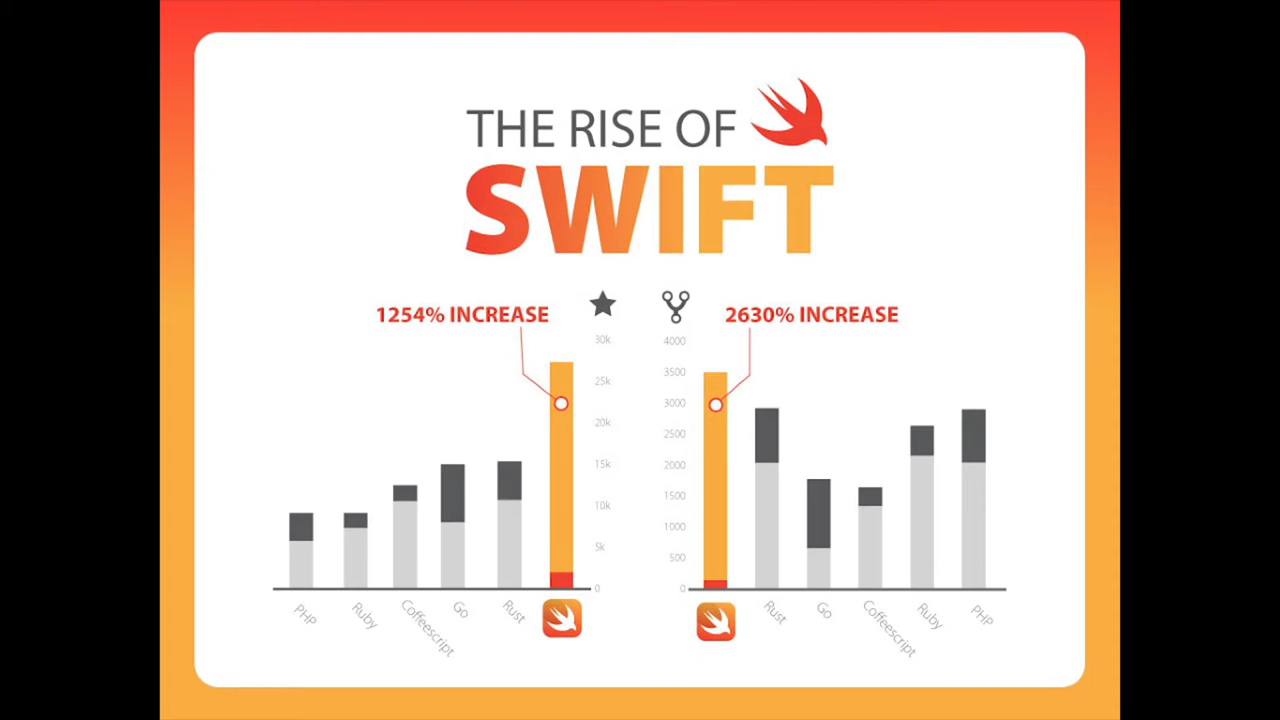 THE RISE OF
SWIFT
1254% INCREASE
2630% INCREASE
30k
25k
20k
15k
10k
5k
0
4000
3500
3000
2500
2000
1500
1000
500
0
PHP
Ruby
Coffeescript
Go
Rust
Rust
Go
Coffeescript
Ruby
PHP